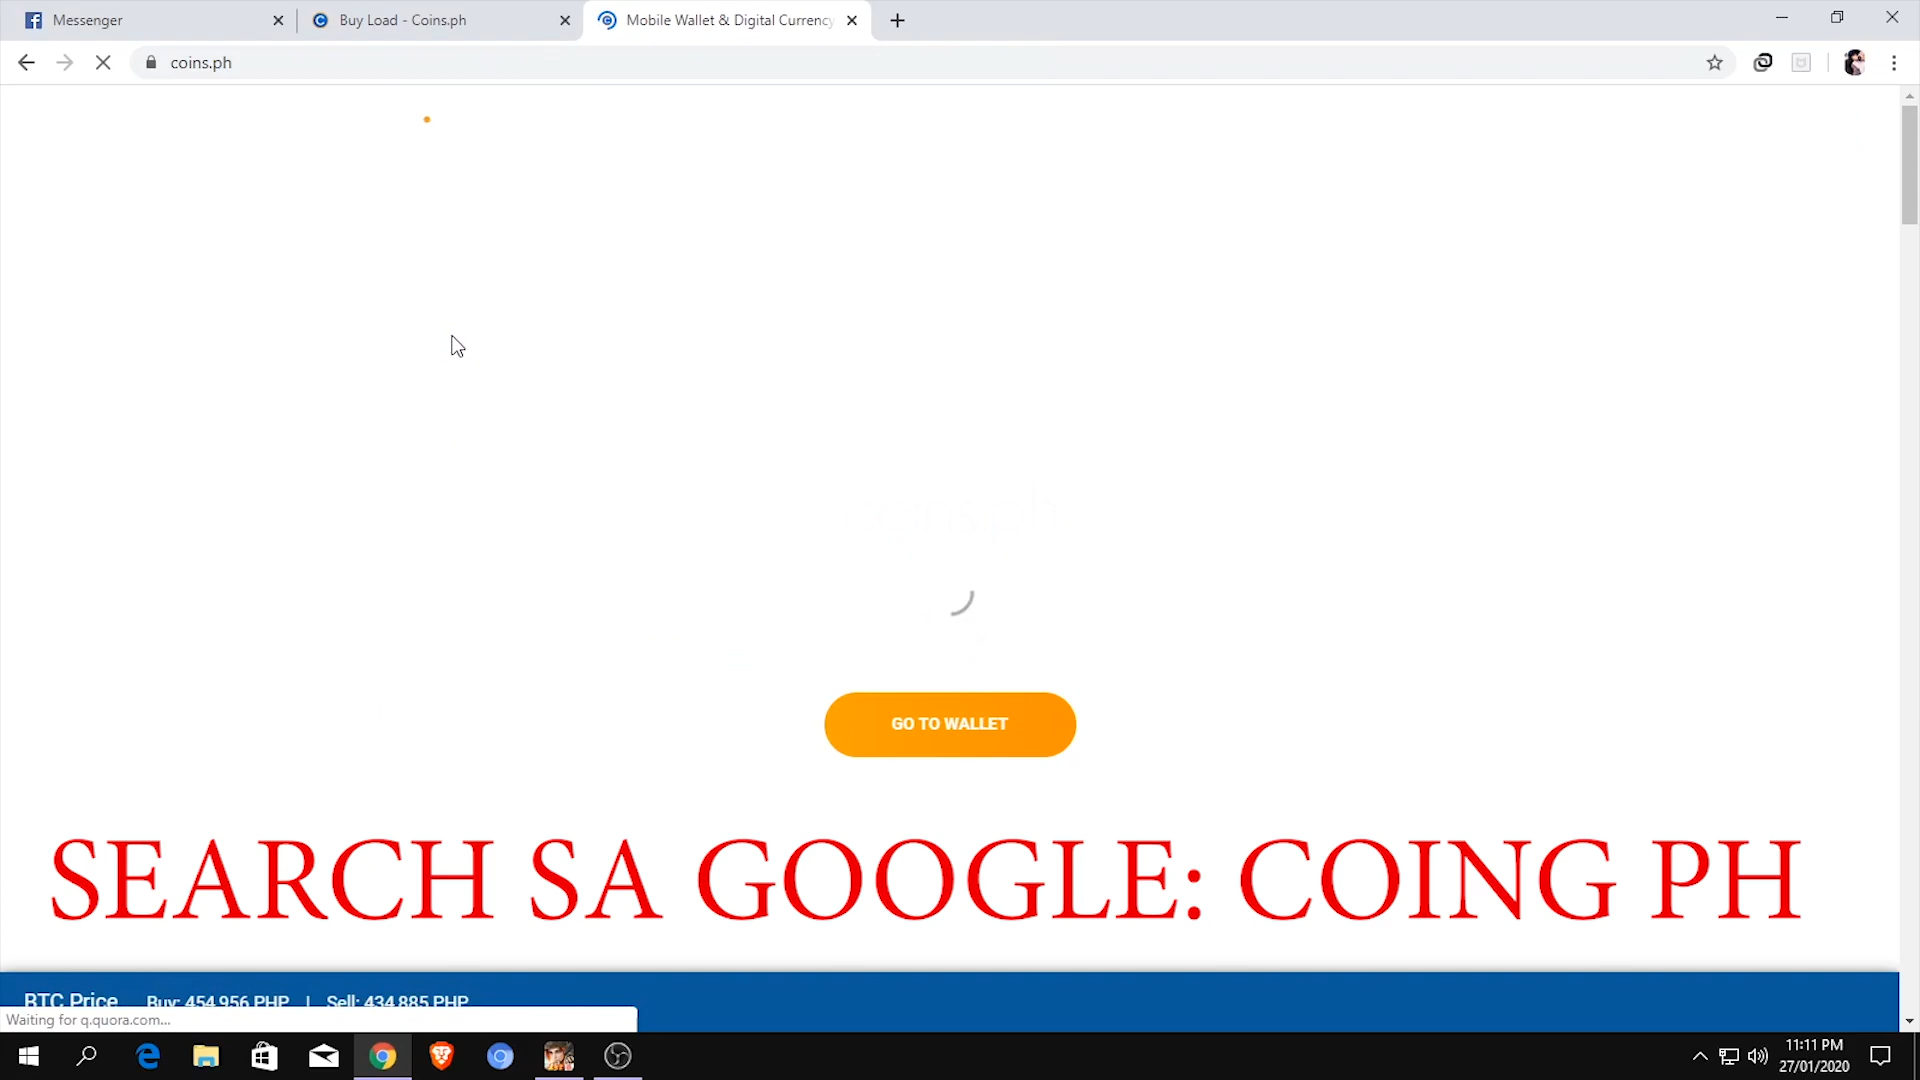 Messenger
Buy Load - Coins.ph
Mobile Wallet & Digital Currency
coins.ph
GO TO WALLET
SEARCH SA GOOGLE: COING PH
BTC Price Buy: 454,956 PHP | Sell: 434,885 PHP
Waiting for q.quora.com...
11:11 PM
27/01/2020